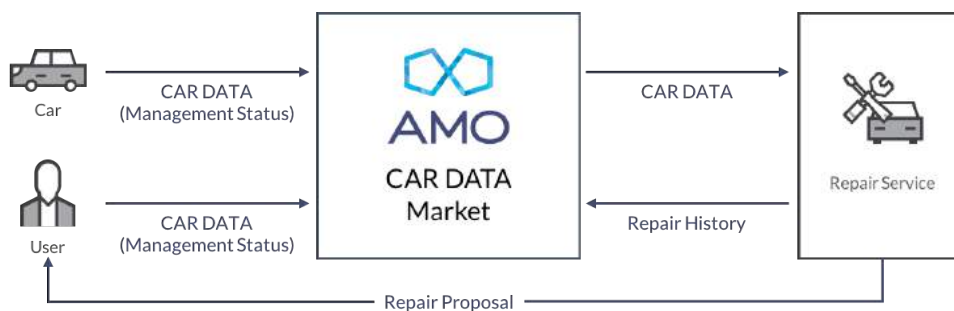 Car
CAR DATA
(Management Status)
User
CAR DATA
(Management Status)
AMO
CAR DATA
Market
CAR DATA
Repair History
Repair Service
Repair Proposal